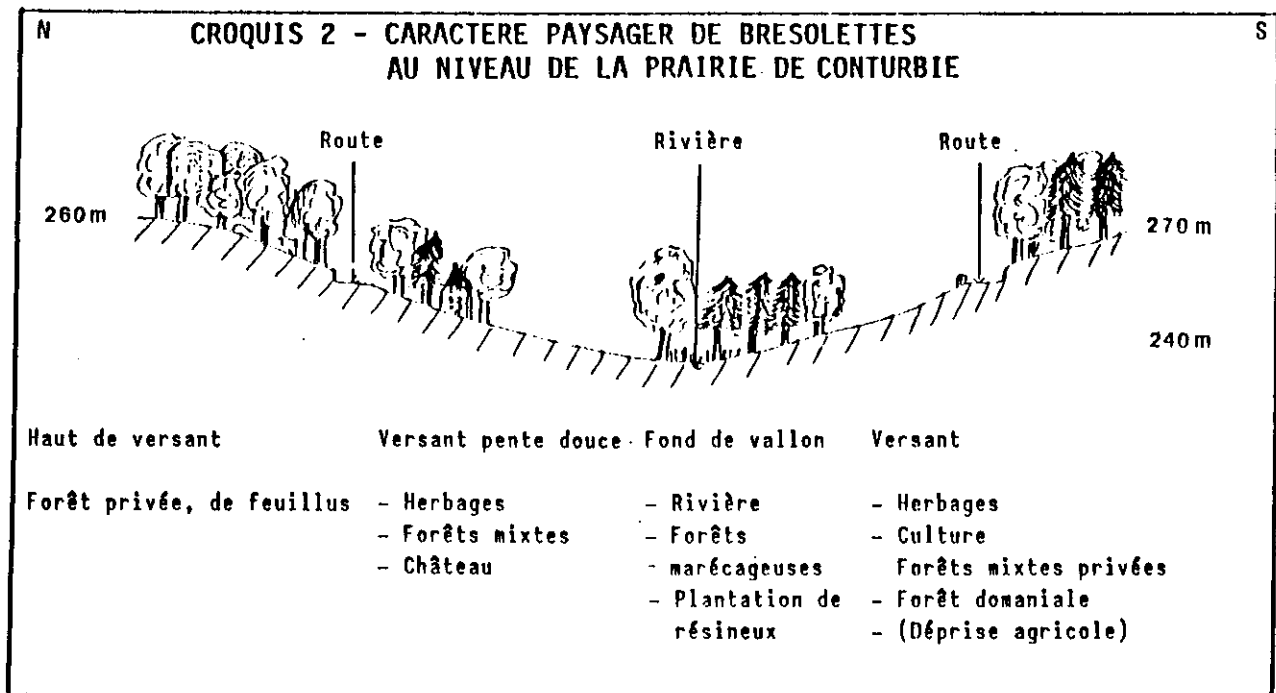 N CROQUIS 2 - CARACTERE PAYSAGER DE BRESOLETTES S
AU NIVEAU DE LA PRAIRIE DE CONTURBIE
Route Rivière Route
260m
270m
240m
Haut de versant
Forêt privée, de feuillus
Versant pente douce
- Herbages
- Forêts mixtes
- Château
Fond de vallon
- Rivière
- Forêts
- marécageuses
- Plantation de
résineux
Versant
- Herbages
- Culture
Forêts mixtes privées
- Forêt domaniale
- (Déprise agricole)